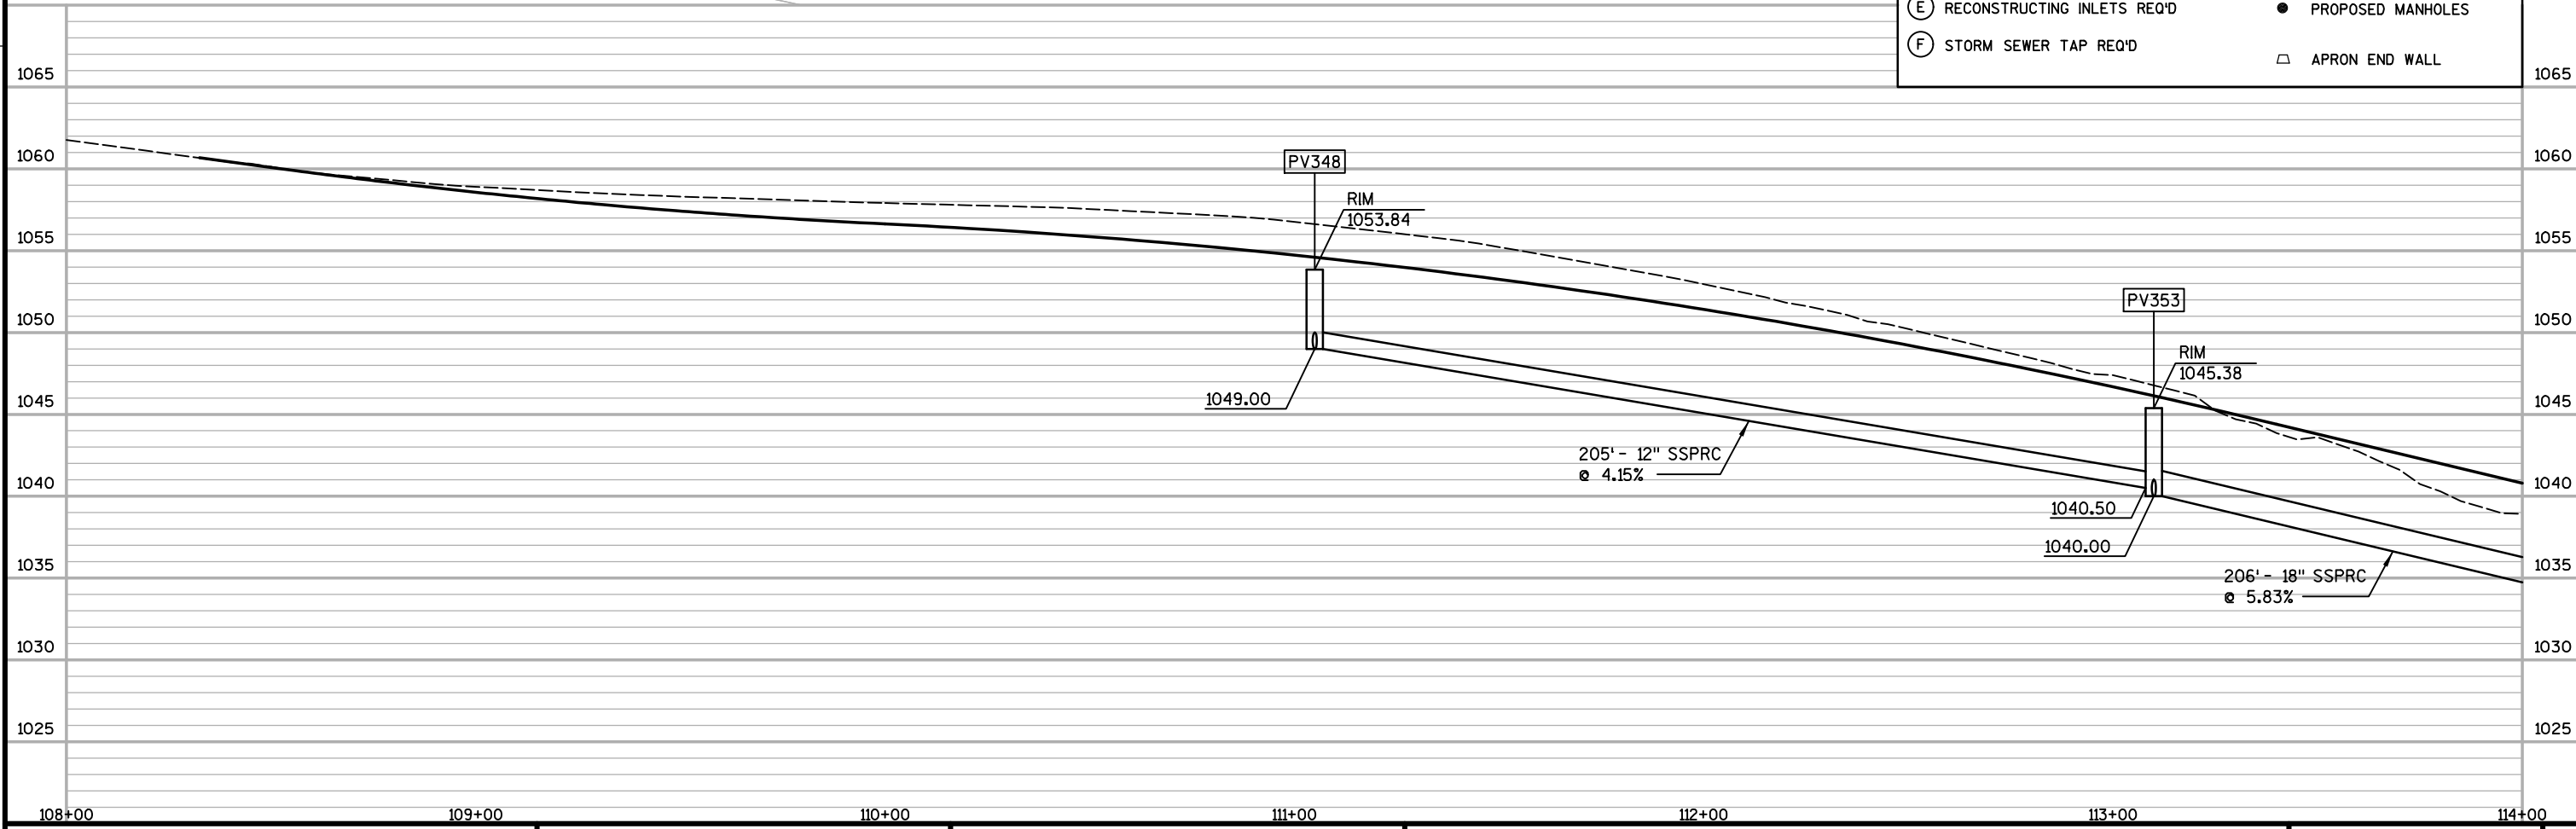 E RECONSTRUCTING INLETS REQ'D
PROPOSED MANHOLES
F STORM SEWER TAP REQ'D
APRON END WALL
1065
1065
1060
1060
PV348
RIM
1053.84
1055
1055
1050
1050
PV353
RIM
1045.38
1049.00
1045
1045
205'- 12" SSPRC
@ 4.15%
1040
1040
1040.50
1040.00
1035
1035
206'- 18" SSPRC
@ 5.83%
1030
1030
1025
1025
108+00 109+00 110+00 111+00 112+00 113+00 114+00